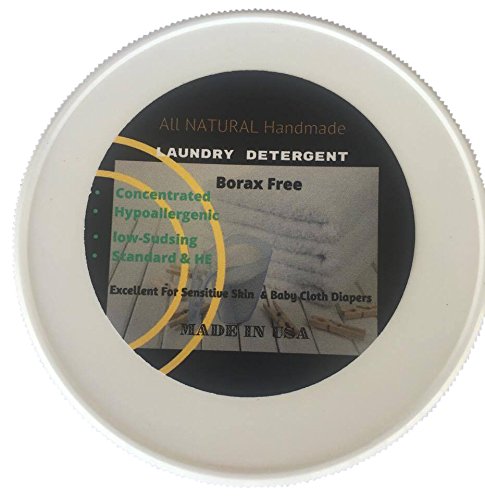 All NATURAL Handmade
LAUNDRY DETERGENT
Borax Free
• Concentrated
• Hypoallergenic
• low-Sudsing
• Standard & HE
Excellent For Sensitive Skin & Baby Cloth Diapers
MADE IN USA